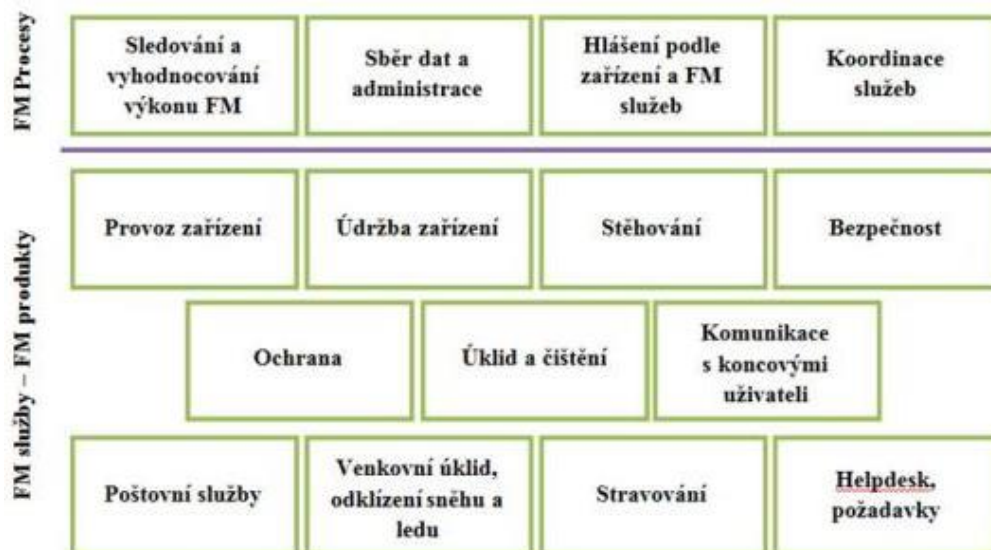 FM Procesy
Sledování a
vyhodnocování
výkonu FM
Sběr dat a
administrace
Hlášení podle
zařízení a FM
služeb
Koordinace
služeb
FM služby – FM produkty
Provoz zařízení
Údržba zařízení
Stěhování
Bezpečnost
Ochrana
Úklid a čištění
Komunikace
s koncovými
uživateli
Poštovní služby
Venkovní úklid,
odklízení sněhu a
ledu
Stravování
Helpdesk,
požadavky